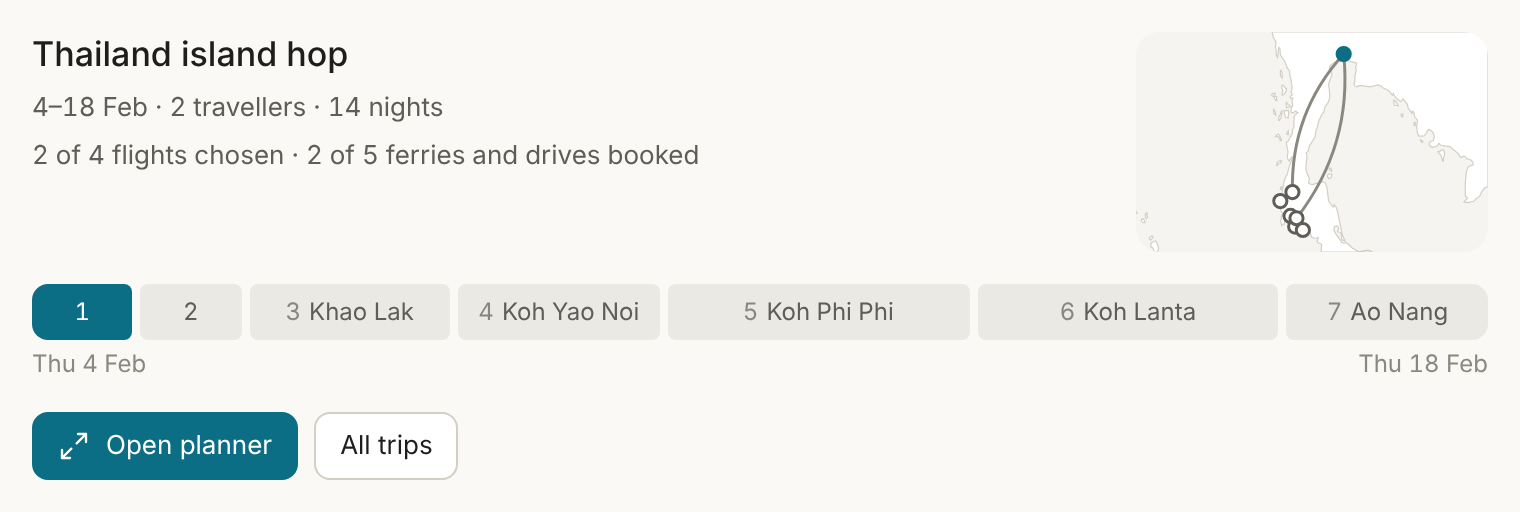 Thailand island hop
4–18 Feb · 2 travellers · 14 nights
2 of 4 flights chosen · 2 of 5 ferries and drives booked
1 2 3 Khao Lak 4 Koh Yao Noi 5 Koh Phi Phi 6 Koh Lanta 7 Ao Nang
Thu 4 Feb Thu 18 Feb
Open planner All trips